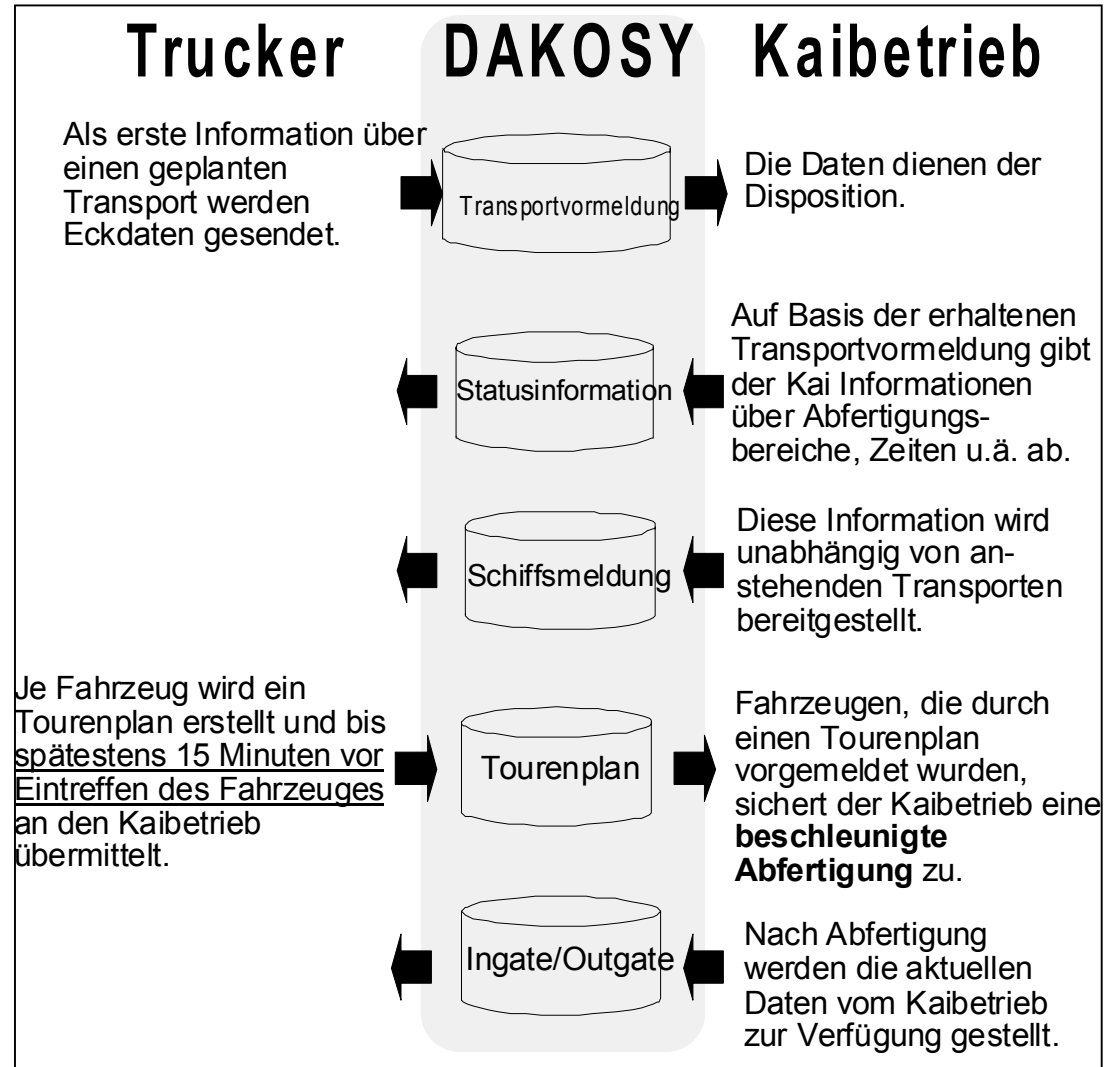 Trucker DAKOSY Kaibetrieb
Als erste Information über
einen geplanten
Transport werden
Eckdaten gesendet.
Transportvormeldung
Die Daten dienen der
Disposition.
Statusinformation
Auf Basis der erhaltenen
Transportvormeldung gibt
der Kai Informationen
über Abfertigungs-
bereiche, Zeiten u.ä. ab.
Schiffsmeldung
Diese Information wird
unabhängig von an-
stehenden Transporten
bereitgestellt.
Je Fahrzeug wird ein
Tourenplan erstellt und bis
spätestens 15 Minuten vor
Eintreffen des Fahrzeuges
an den Kaibetrieb
übermittelt.
Tourenplan
Fahrzeugen, die durch
einen Tourenplan
vorgemeldet wurden,
sichert der Kaibetrieb eine
beschleunigte
Abfertigung zu.
Ingate/Outgate
Nach Abfertigung
werden die aktuellen
Daten vom Kaibetrieb
zur Verfügung gestellt.